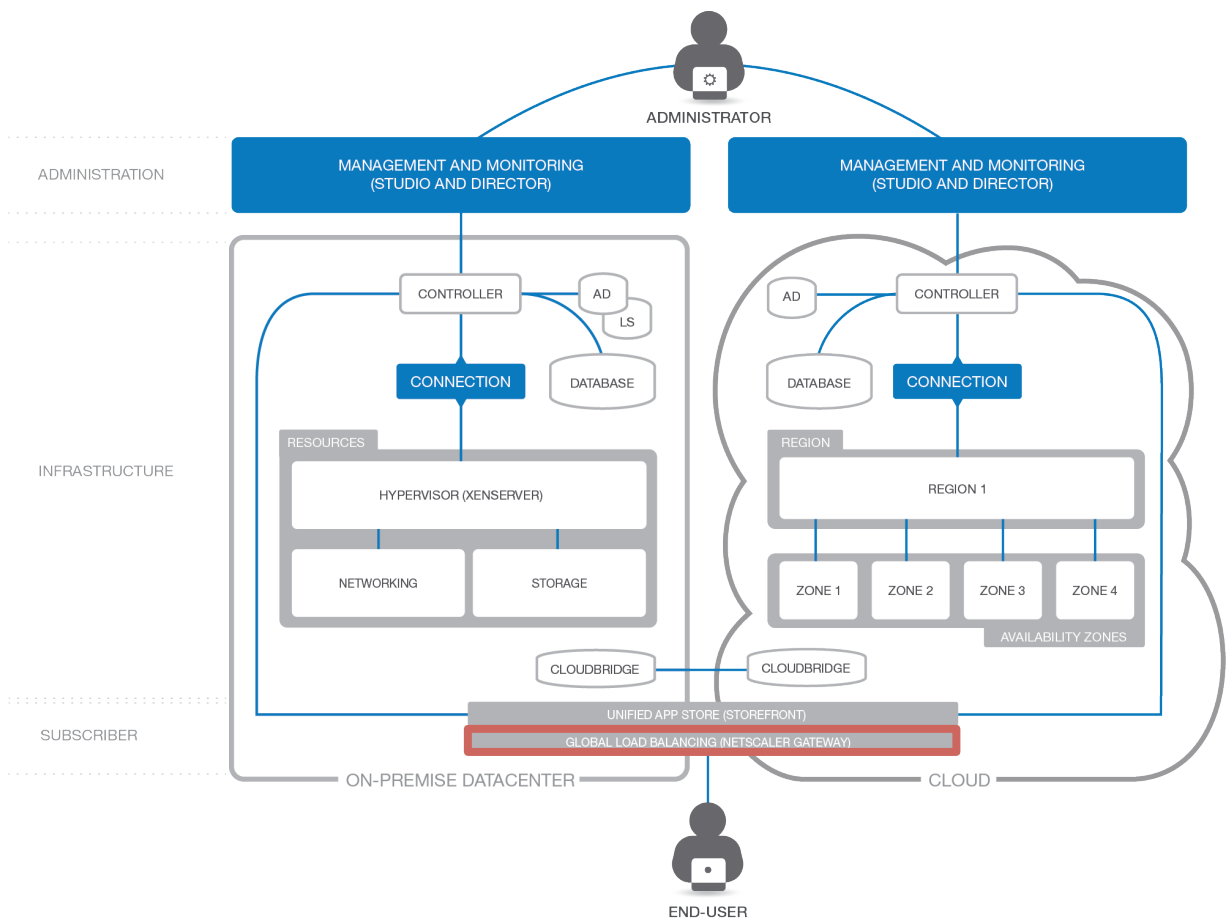 ADMINISTRATOR
ADMINISTRATION
MANAGEMENT AND MONITORING
(STUDIO AND DIRECTOR)
MANAGEMENT AND MONITORING
(STUDIO AND DIRECTOR)
INFRASTRUCTURE
CONTROLLER
AD
LS
DATABASE
CONNECTION
RESOURCES
HYPERVISOR (XENSERVER)
NETWORKING
STORAGE
CLOUDBRIDGE
AD
CONTROLLER
DATABASE
CONNECTION
REGION
REGION 1
ZONE 1
ZONE 2
ZONE 3
ZONE 4
AVAILABILITY ZONES
CLOUDBRIDGE
SUBSCRIBER
UNIFIED APP STORE (STOREFRONT)
GLOBAL LOAD BALANCING (NETSCALER GATEWAY)
ON-PREMISE DATACENTER
CLOUD
END-USER